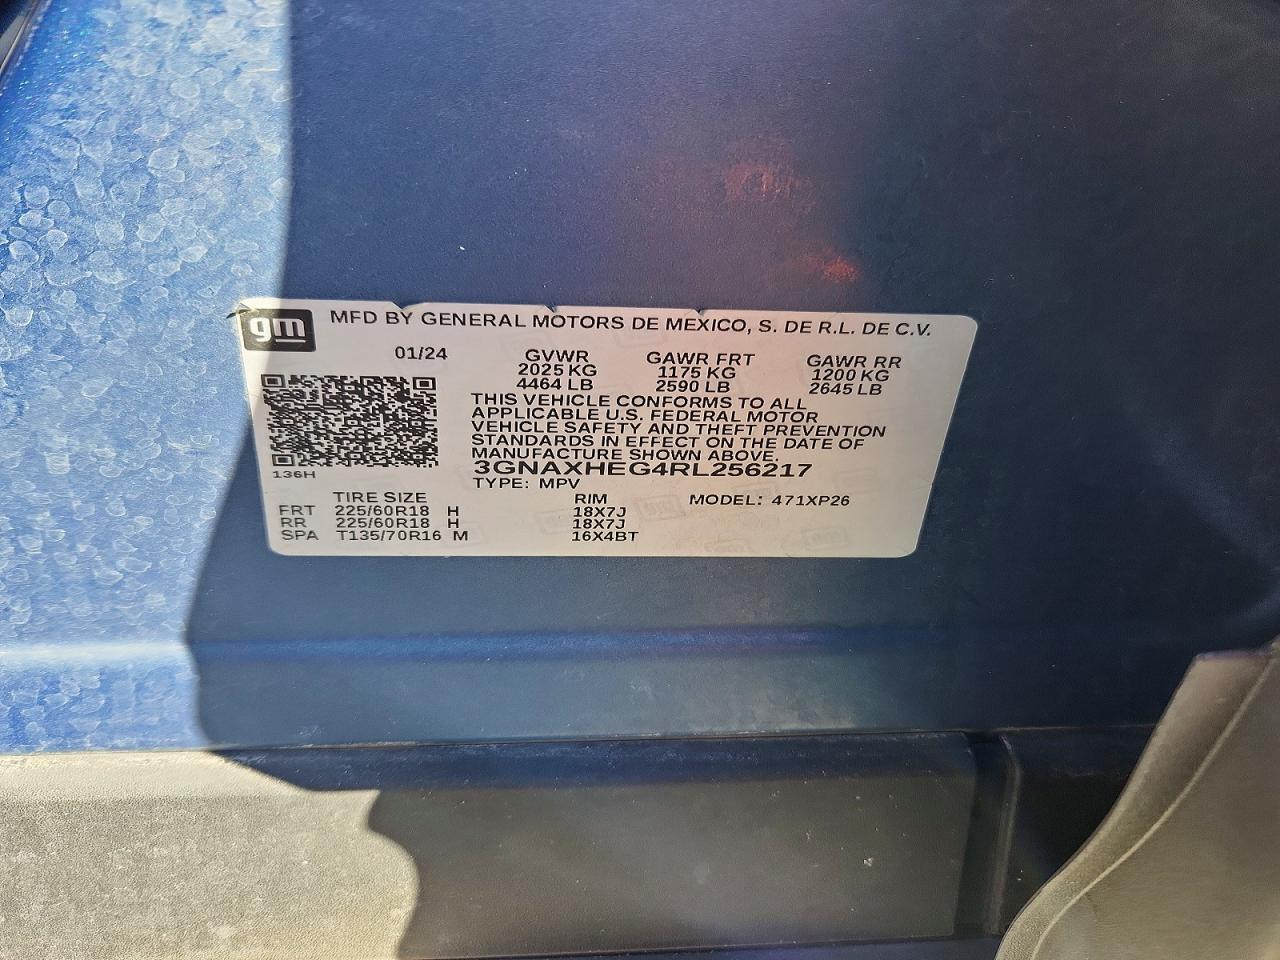 gm MFD BY GENERAL MOTORS DE MEXICO, S. DE R.L. DE C.V.
01/24 GVWR GAWR FRT GAWR RR
2025 KG 1175 KG 1200 KG
4464 LB 2590 LB 2645 LB
THIS VEHICLE CONFORMS TO ALL
APPLICABLE U.S. FEDERAL MOTOR
VEHICLE SAFETY AND THEFT PREVENTION
STANDARDS IN EFFECT ON THE DATE OF
MANUFACTURE SHOWN ABOVE.
3GNAXHEG4RL256217
136H
TYPE: MPV
TIRE SIZE RIM MODEL: 471XP26
FRT 225/60R18 H 18X7J
RR 225/60R18 H 18X7J
SPA T135/70R16 M 16X4BT